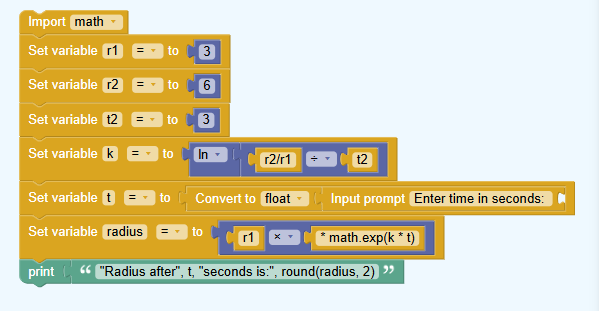 Import math
Set variable r1 = to 3
Set variable r2 = to 6
Set variable t2 = to 3
Set variable k = to ln r2/r1 ÷ t2
Set variable t = to Convert to float Input prompt Enter time in seconds:
Set variable radius = to r1 × * math.exp(k * t)
print “ "Radius after", t, "seconds is:", round(radius, 2) ”